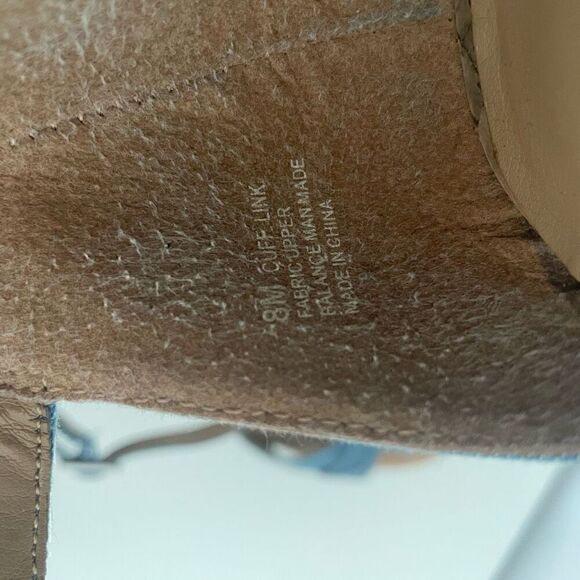 8M CUFF LINK
FABRIC UPPER
BALANCE MAN MADE
MADE IN CHINA